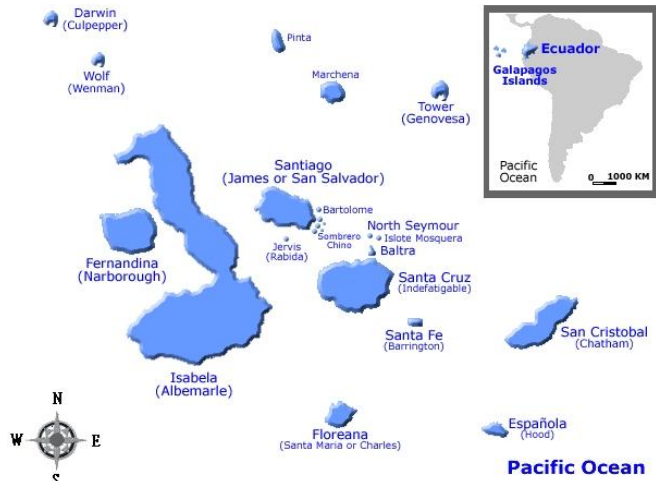 Darwin
(Culpepper)
Wolf
(Wenman)
Pinta
Marchena
Tower
(Genovesa)
Ecuador
Galapagos
Islands
Pacific
Ocean
0 1000 KM
Santiago
(James or San Salvador)
Bartolome
Sombrero
Chino
Jervis
(Rabida)
North Seymour
Islote Mosquera
Baltra
Fernandina
(Narborough)
Santa Cruz
(Indefatigable)
Santa Fe
(Barrington)
San Cristobal
(Chatham)
Isabela
(Albemarle)
N
W E
S
Floreana
(Santa Maria or Charles)
Española
(Hood)
Pacific Ocean